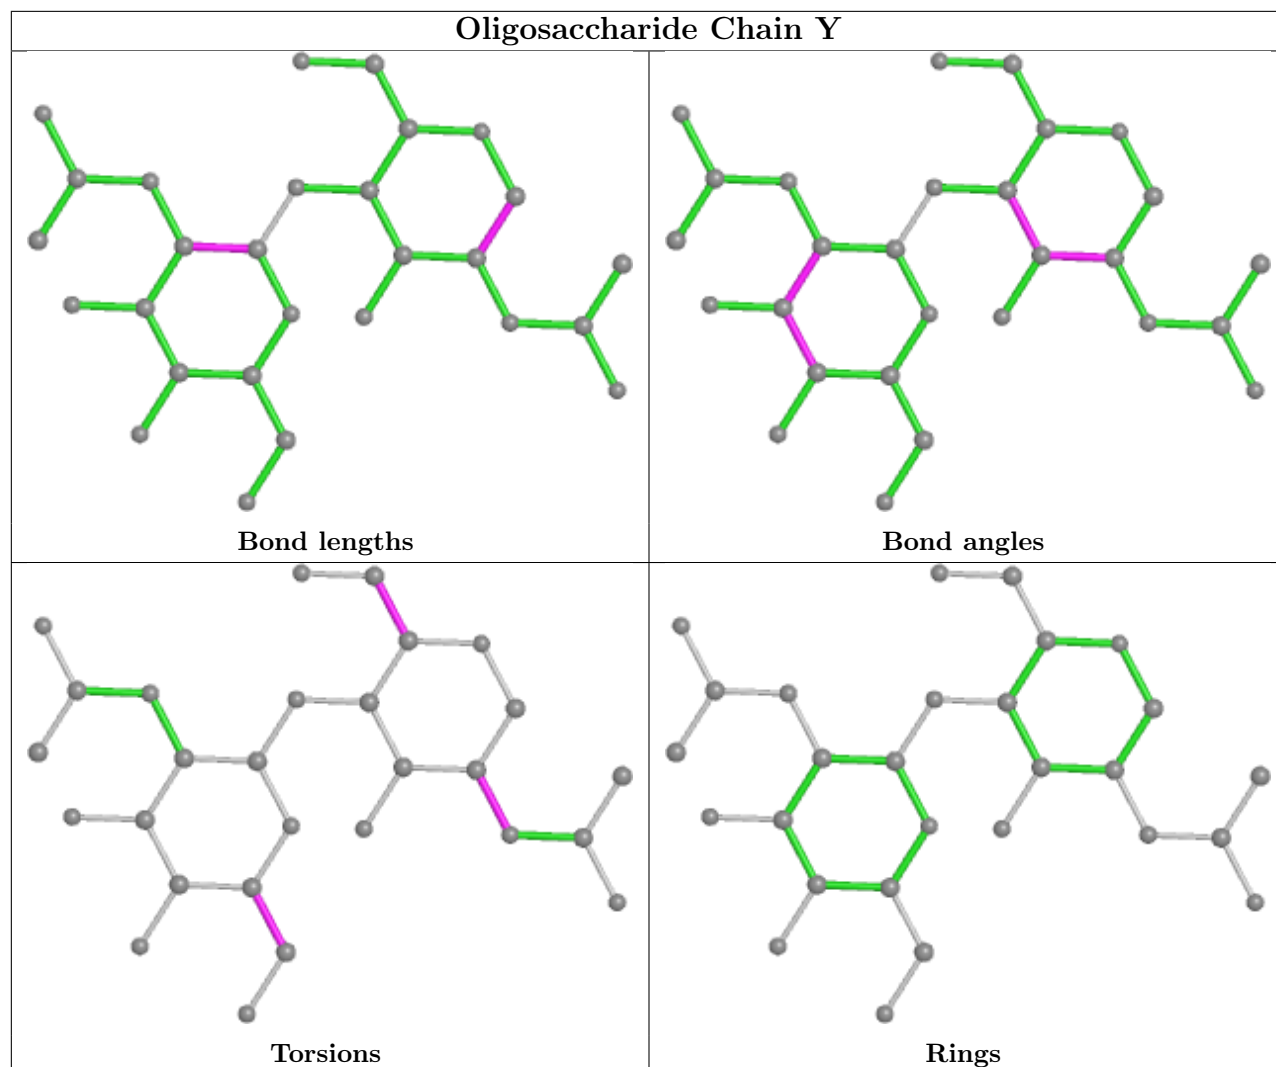 Oligosaccharide Chain Y
Bond lengths
Bond angles
Torsions
Rings